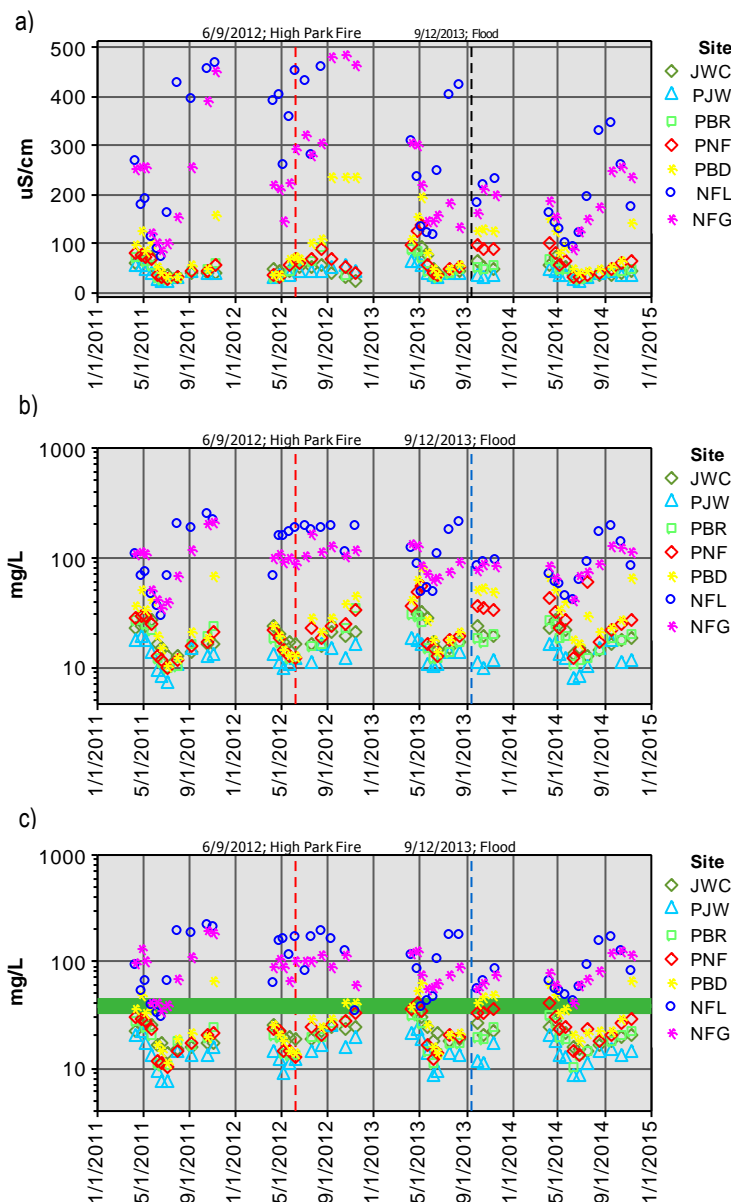 a)
6/9/2012; High Park Fire 9/12/2013; Flood
Site
JWC
PJW
PBR
PNF
PBD
NFL
NFG
uS/cm
500
400
300
200
100
0
1/1/2011 5/1/2011 9/1/2011 1/1/2012 5/1/2012 9/1/2012 1/1/2013 5/1/2013 9/1/2013 1/1/2014 5/1/2014 9/1/2014 1/1/2015
b)
6/9/2012; High Park Fire 9/12/2013; Flood
Site
JWC
PJW
PBR
PNF
PBD
NFL
NFG
mg/L
1000
100
10
1/1/2011 5/1/2011 9/1/2011 1/1/2012 5/1/2012 9/1/2012 1/1/2013 5/1/2013 9/1/2013 1/1/2014 5/1/2014 9/1/2014 1/1/2015
c)
6/9/2012; High Park Fire 9/12/2013; Flood
Site
JWC
PJW
PBR
PNF
PBD
NFL
NFG
mg/L
1000
100
10
1/1/2011 5/1/2011 9/1/2011 1/1/2012 5/1/2012 9/1/2012 1/1/2013 5/1/2013 9/1/2013 1/1/2014 5/1/2014 9/1/2014 1/1/2015